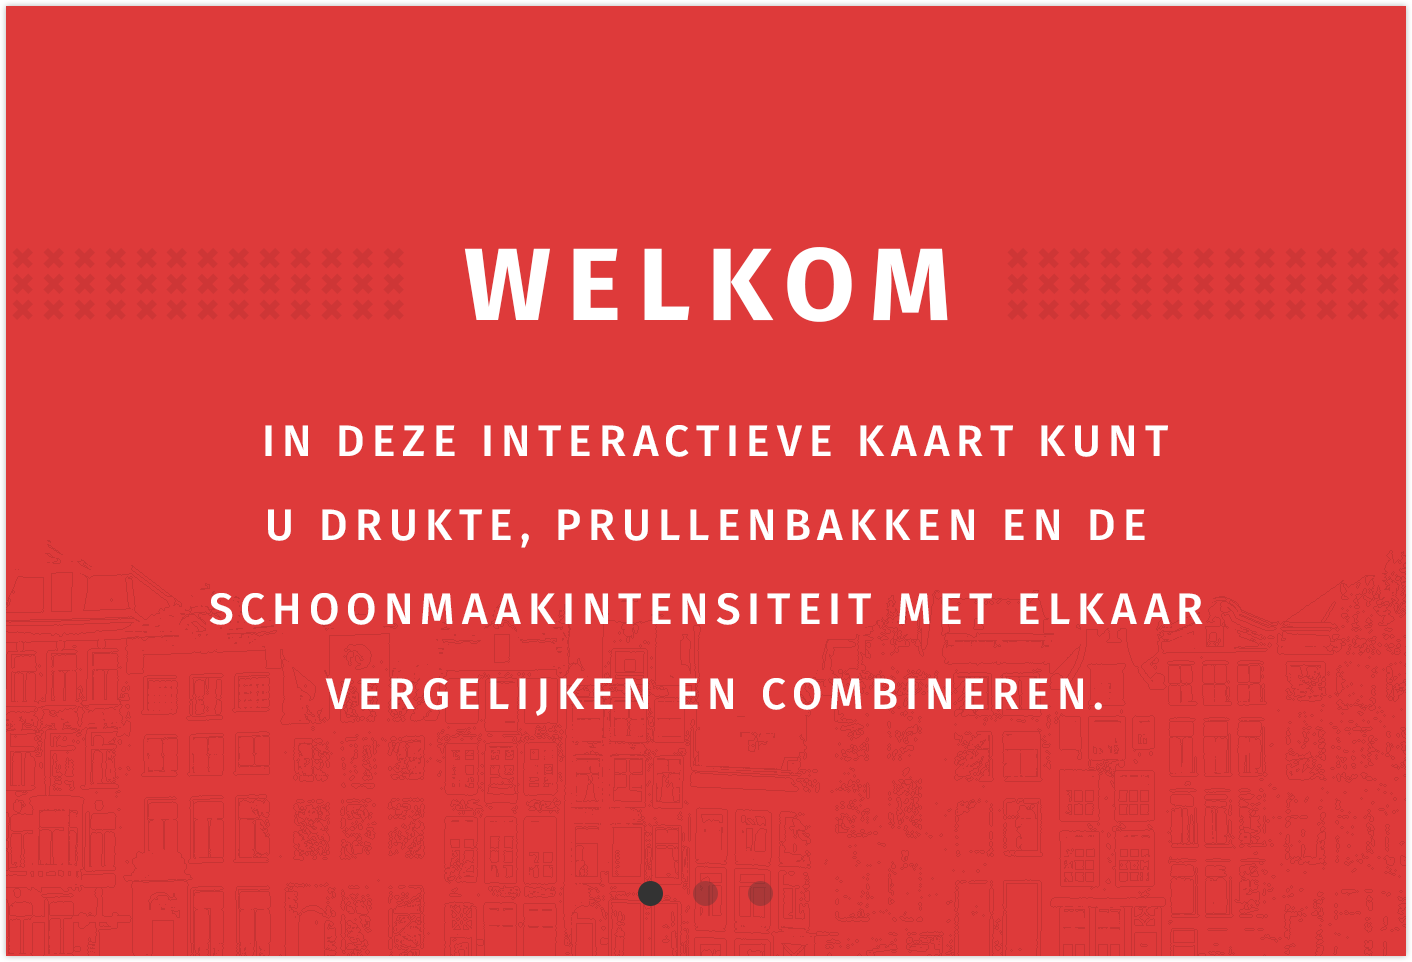 WELKOM
IN DEZE INTERACTIEVE KAART KUNT
U DRUKTE, PRULLENBAKKEN EN DE
SCHOONMAAKINTENSITEIT MET ELKAAR
VERGELIJKEN EN COMBINEREN.